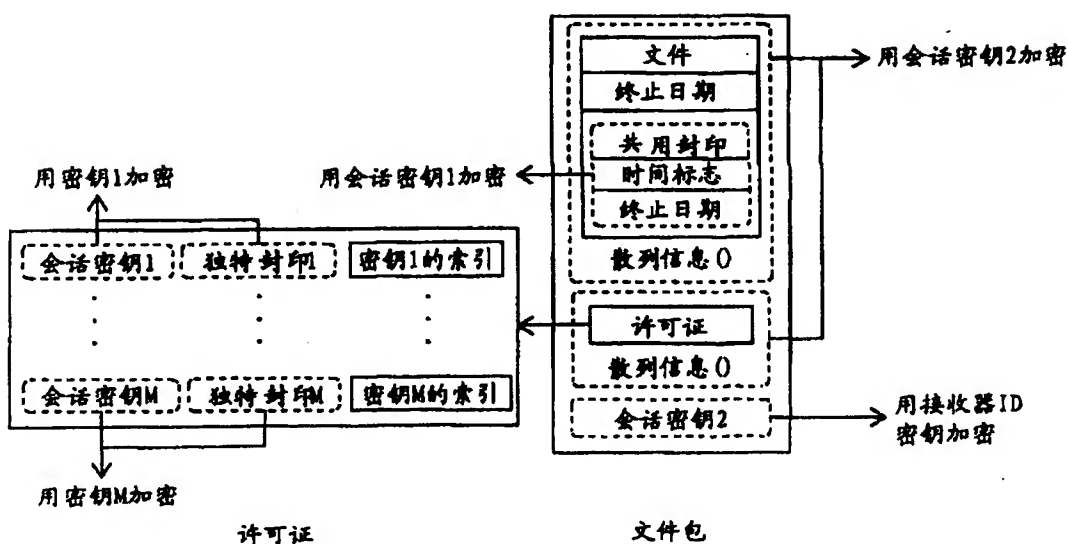 文件
用会话密钥2加密
终止日期
共用封印
用密钥1加密
用会话密钥1加密
时间标志
终止日期
会话密钥1 独特封印1 密钥1的索引
散列信息()
许可证
会话密钥M 独特封印M 密钥M的索引
散列信息()
会话密钥2
用接收器ID
密钥加密
用密钥M加密
许可证
文件包